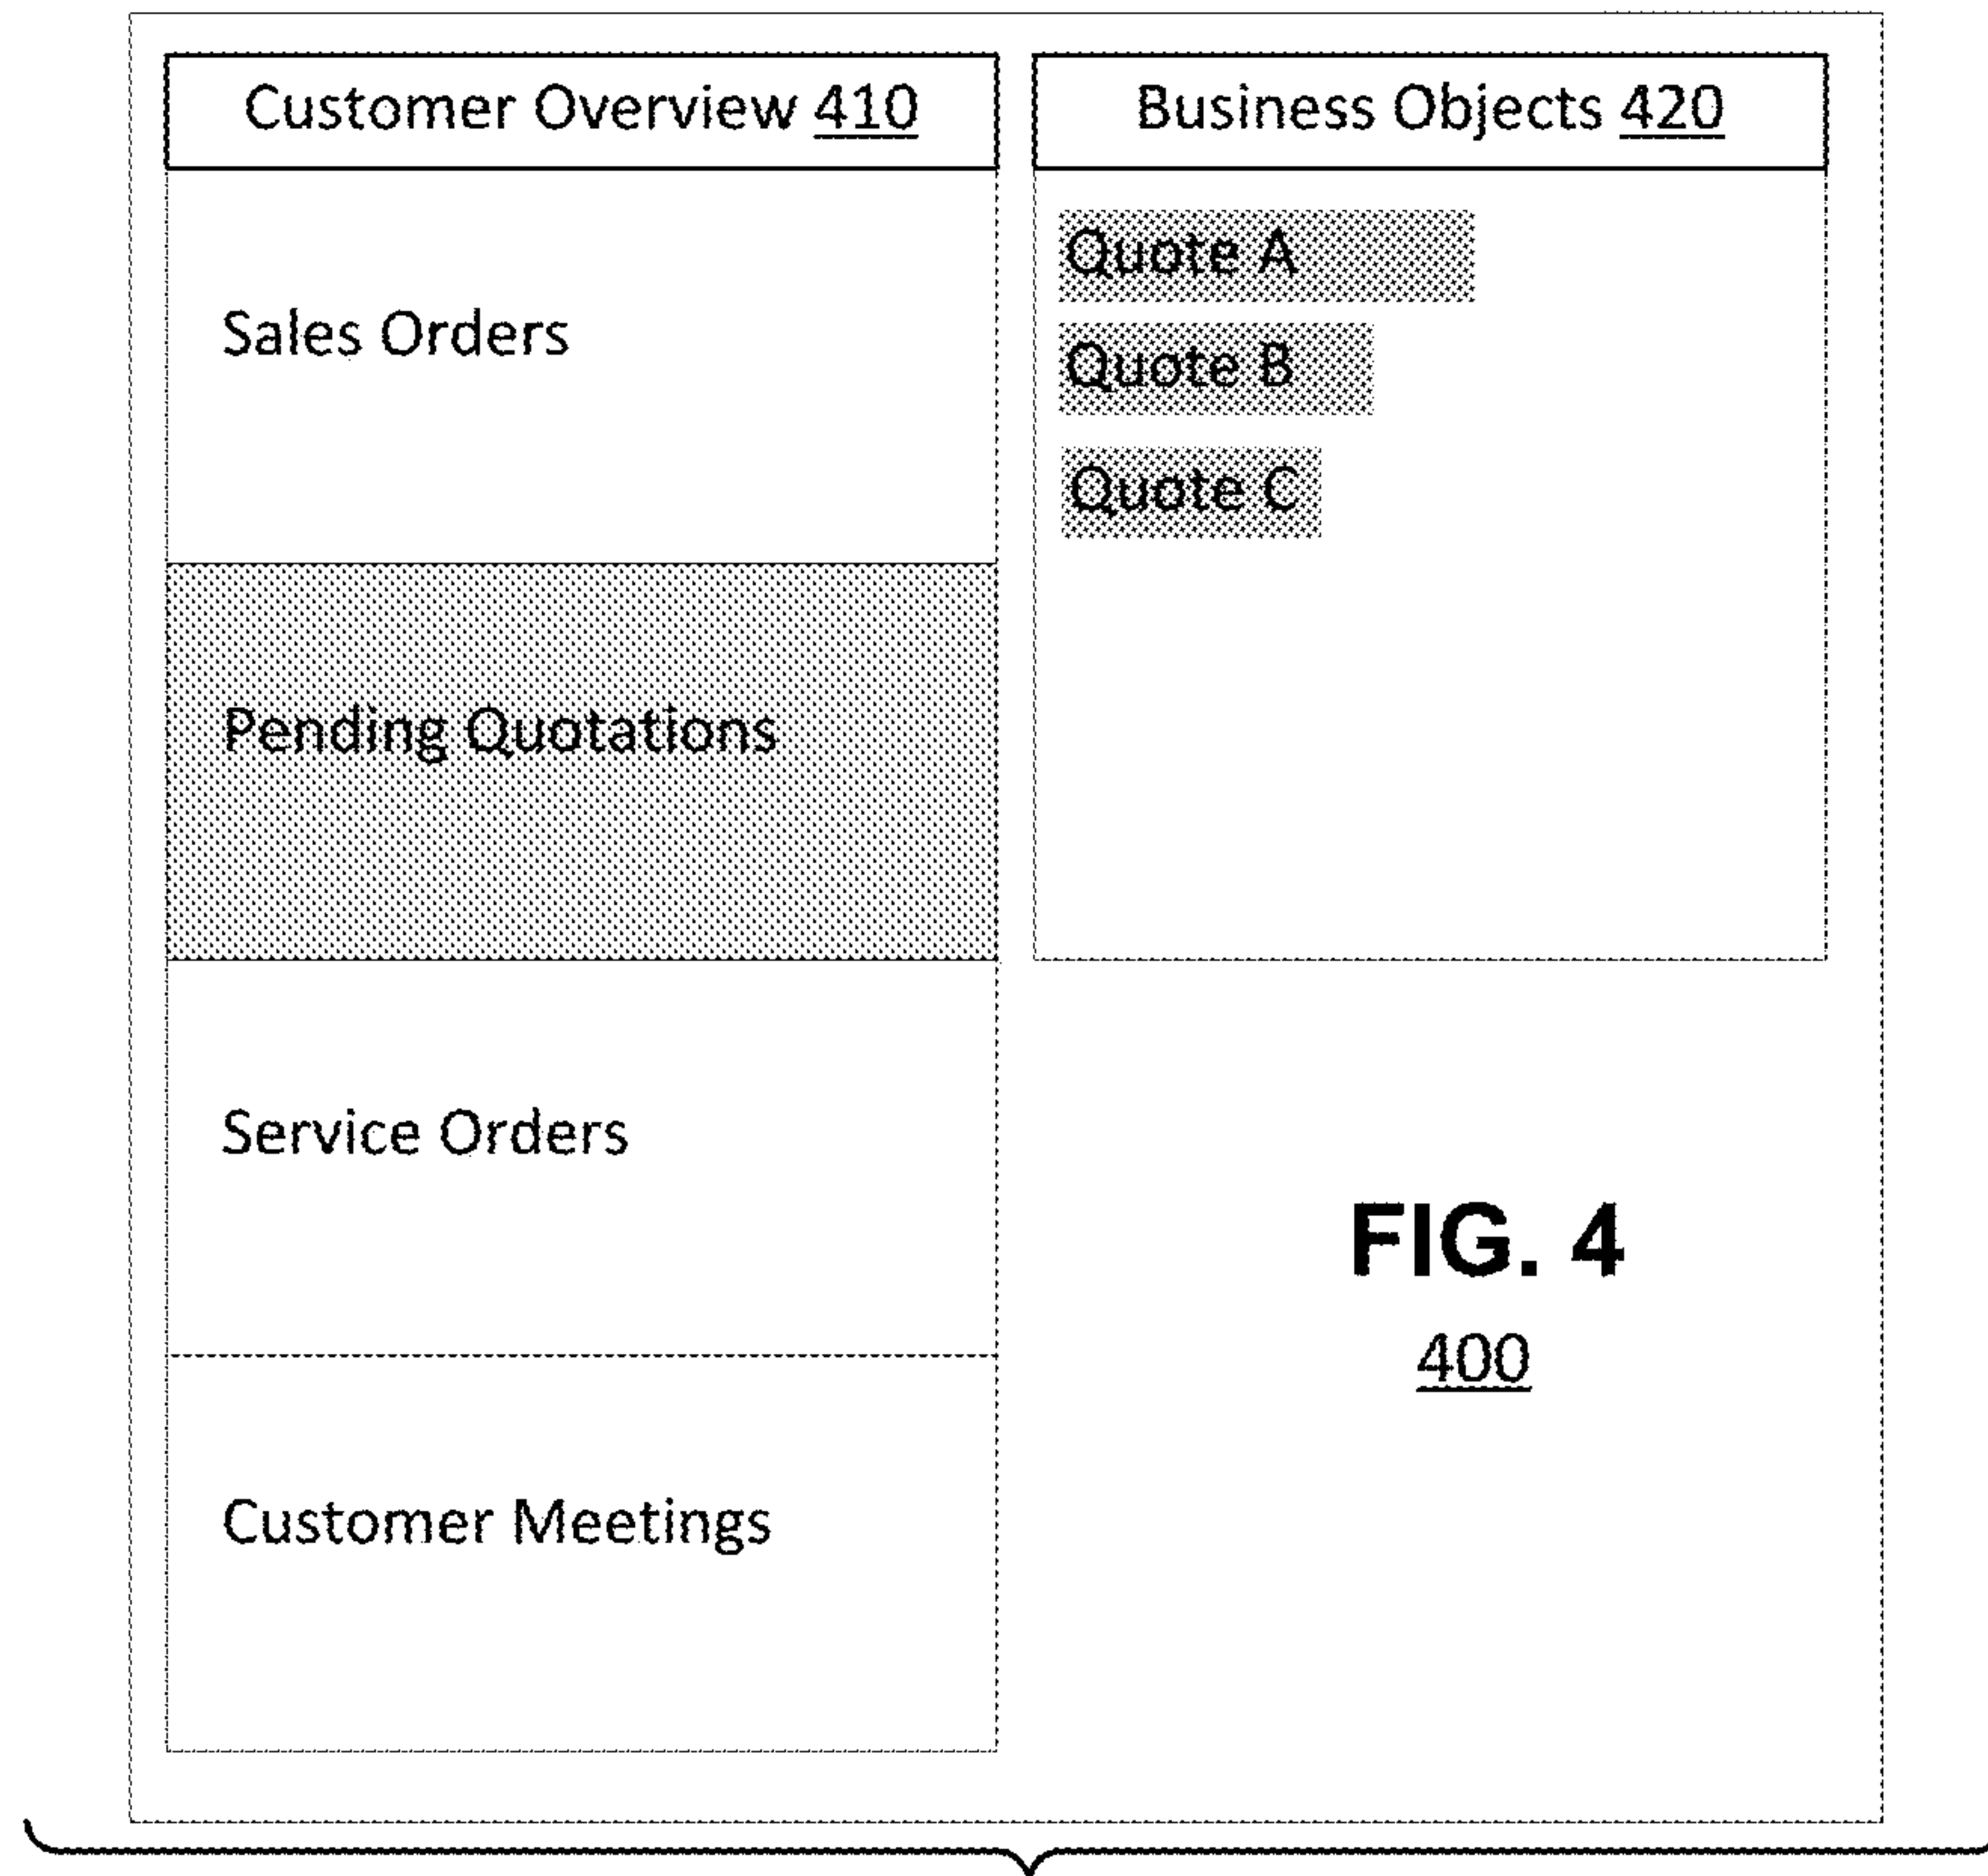 Customer Overview 410
Sales Orders
Pending Quotations
Service Orders
Customer Meetings
Business Objects 420
Quote A
Quote B
Quote C
FIG. 4
400